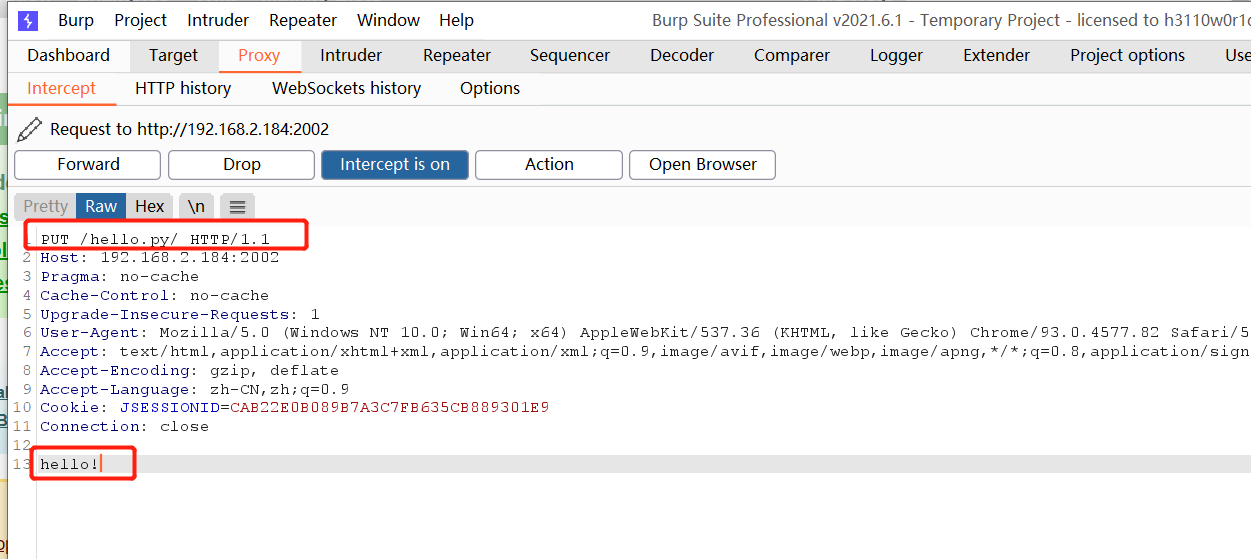 Burp Project Intruder Repeater Window Help Burp Suite Professional v2021.6.1 - Temporary Project - licensed to h3110w0r1
Dashboard Target Proxy Intruder Repeater Sequencer Decoder Comparer Logger Extender Project options Use
Intercept HTTP history WebSockets history Options
Request to http://192.168.2.184:2002
Forward Drop Intercept is on Action Open Browser
Pretty Raw Hex \n
1 PUT /hello.py/ HTTP/1.1
2 Host: 192.168.2.184:2002
3 Pragma: no-cache
4 Cache-Control: no-cache
5 Upgrade-Insecure-Requests: 1
6 User-Agent: Mozilla/5.0 (Windows NT 10.0; Win64; x64) AppleWebKit/537.36 (KHTML, like Gecko) Chrome/93.0.4577.82 Safari/5
7 Accept: text/html,application/xhtml+xml,application/xml;q=0.9,image/avif,image/webp,image/apng,*/*;q=0.8,application/sign
8 Accept-Encoding: gzip, deflate
9 Accept-Language: zh-CN,zh;q=0.9
10 Cookie: JSESSIONID=CAB22E0B089B7A3C7FB635CB889301E9
11 Connection: close
12
13 hello!